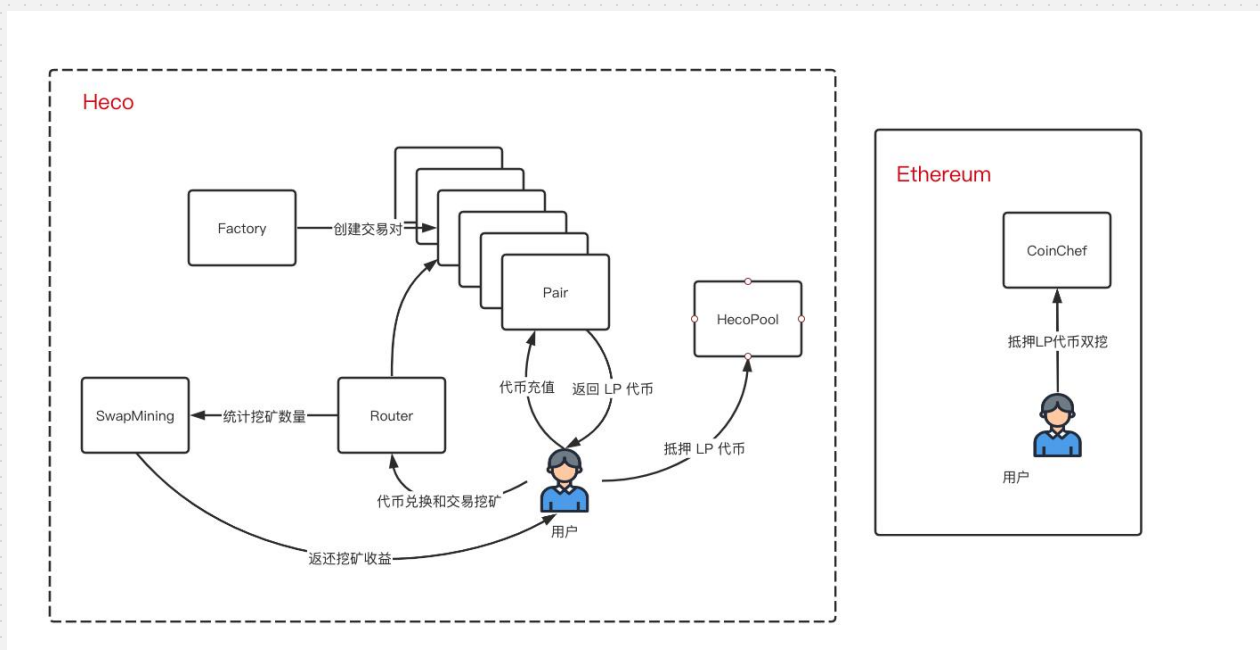 Heco
Ethereum
Factory
创建交易对
CoinChef
Pair
HecoPool
抵押LP代币双挖
代币充值
返回 LP 代币
SwapMining
统计挖矿数量
Router
抵押 LP 代币
用户
代币兑换和交易挖矿
用户
返还挖矿收益